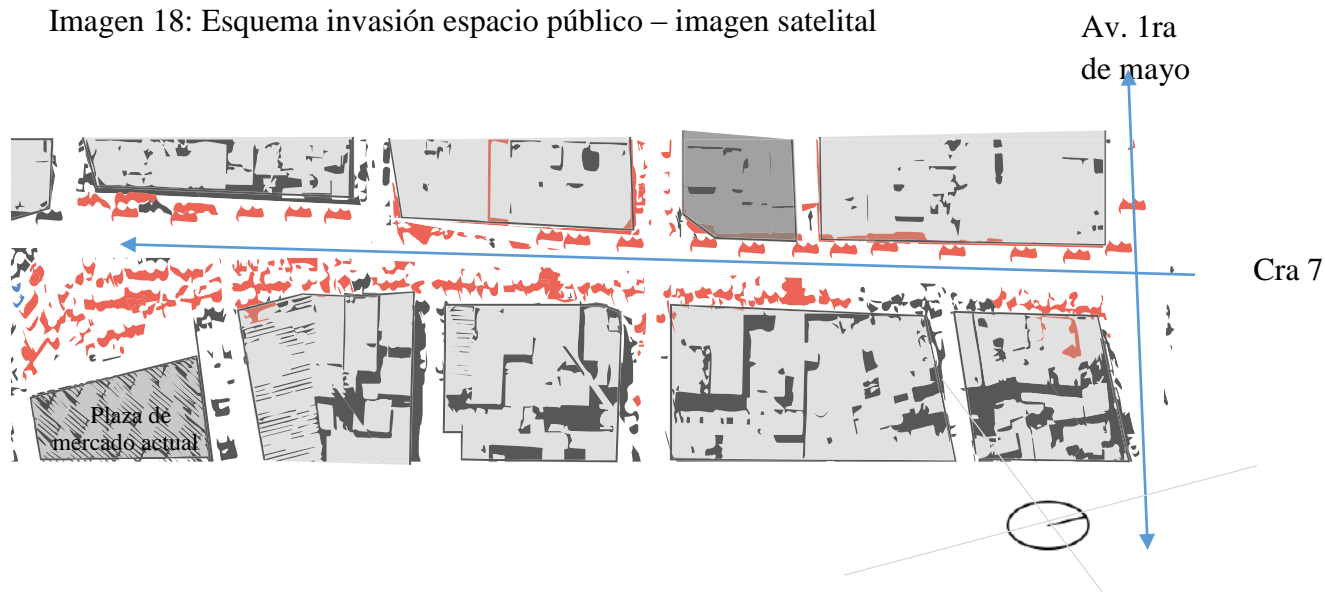 Imagen 18: Esquema invasión espacio público – imagen satelital
Av. 1ra
de mayo
Cra 7
Plaza de
mercado actual